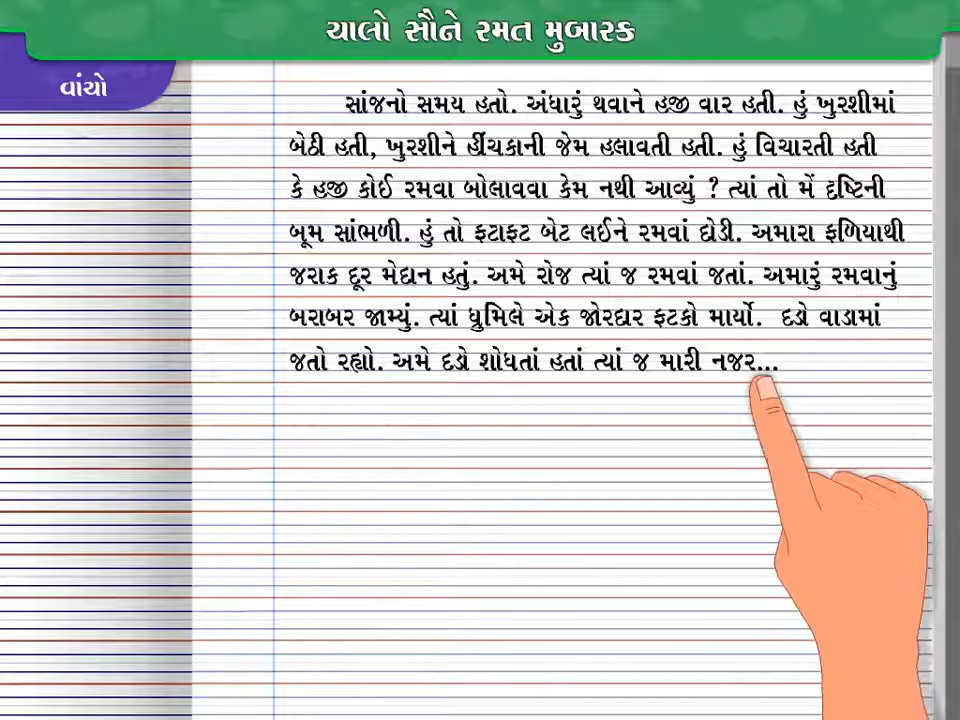 ચાલો સૌને રમત મુબારક
વાંચો
સાંજનો સમય હતો. અંધારું થવાને હજી વાર હતી. હું ખુરશીમાં
બેઠી હતી, ખુરશીને હીંચકાની જેમ હલાવતી હતી. હું વિચારતી હતી
કે હજી કોઈ રમવા બોલાવવા કેમ નથી આવ્યું ? ત્યાં તો મેં દૃષ્ટિની
બૂમ સાંભળી. હું તો ફટાફટ બેટ લઈને રમવાં દોડી. અમારા ફળિયાથી
જરાક દૂર મેદાન હતું. અમે રોજ ત્યાં જ રમવાં જતાં. અમારું રમવાનું
બરાબર જામ્યું. ત્યાં ધ્રુમિલે એક જોરદાર ફટકો માર્યો. દડો વાડામાં
જતો રહ્યો. અમે દડો શોધતાં હતાં ત્યાં જ મારી નજર...